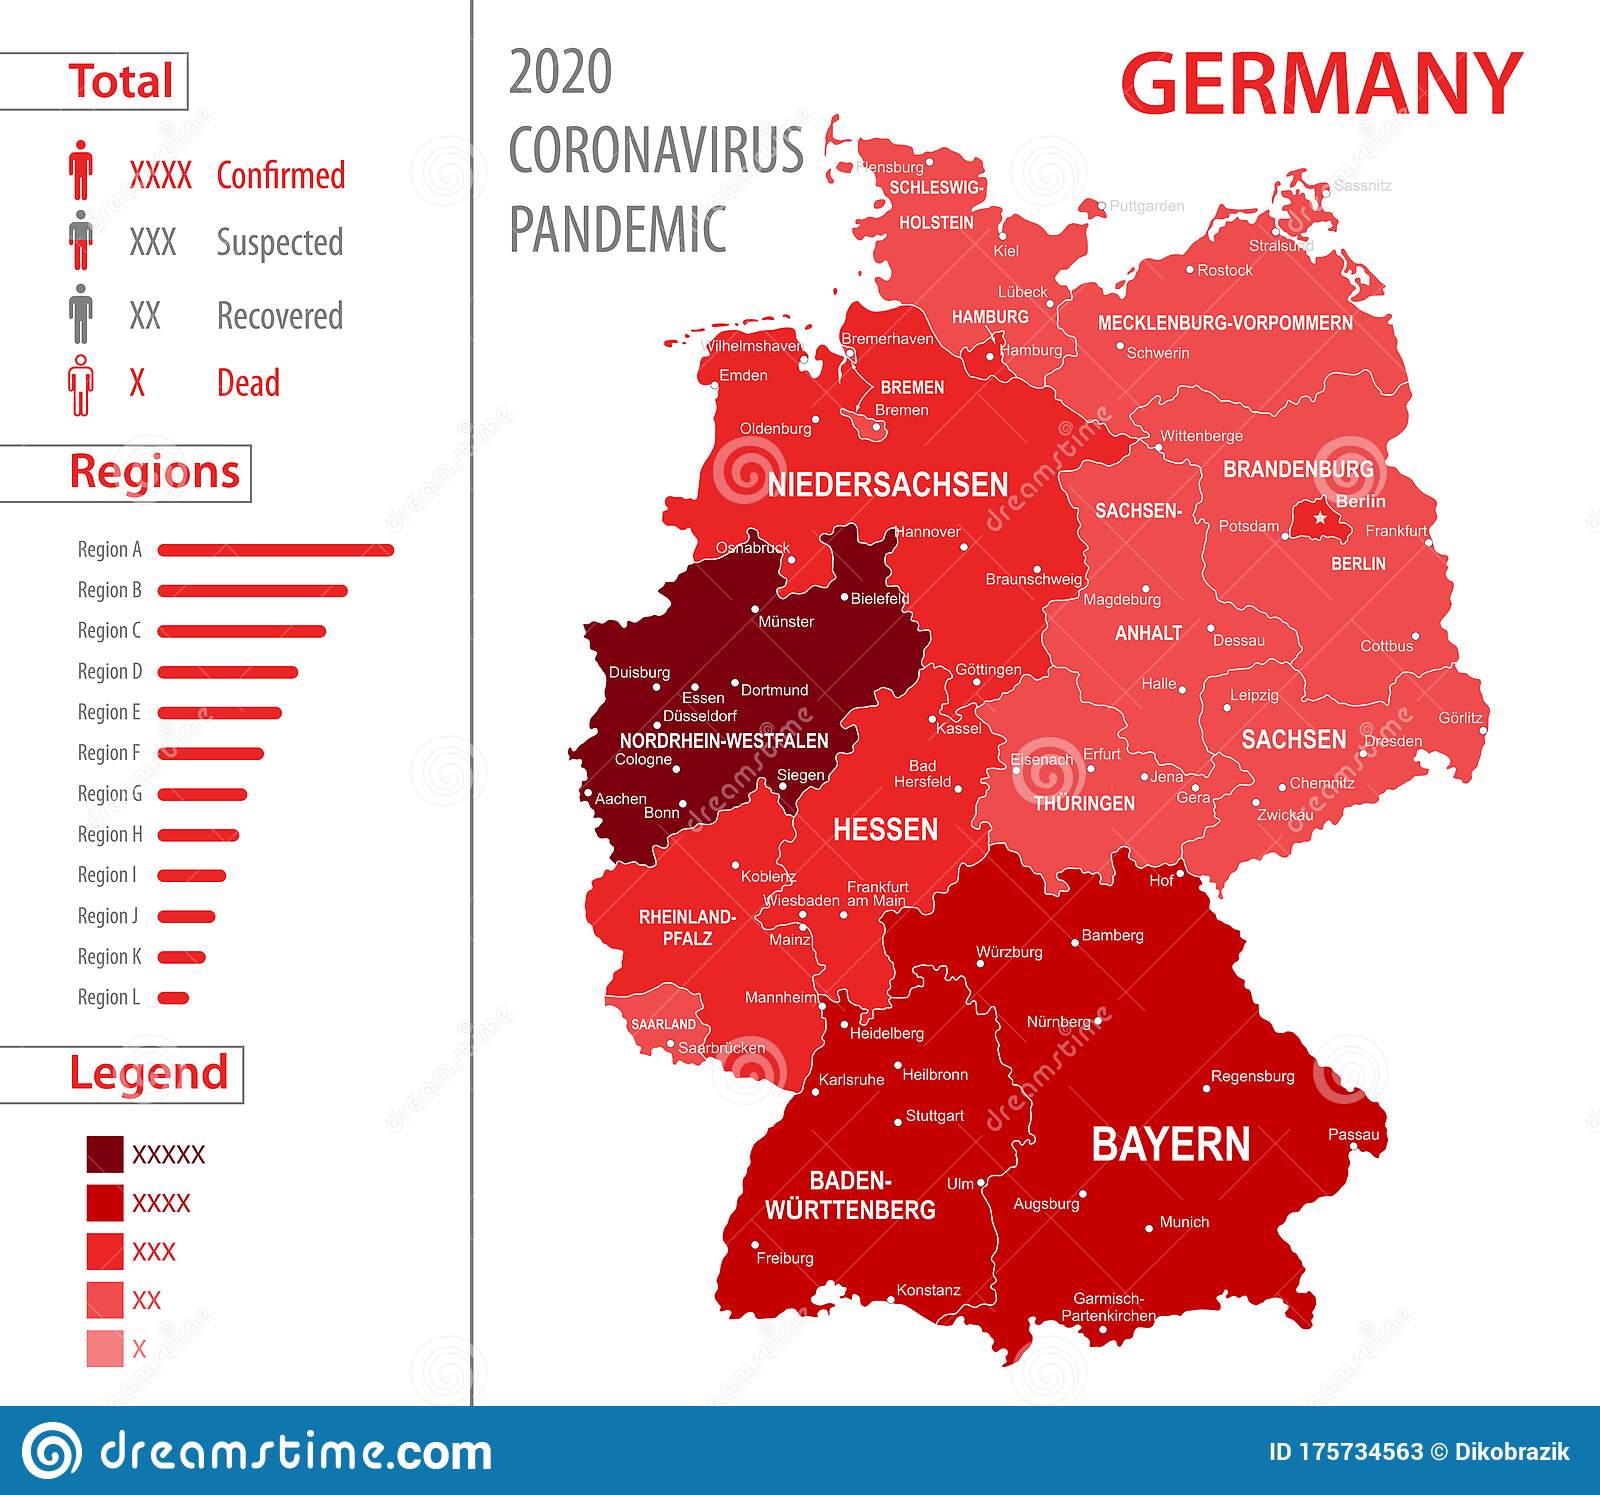 Total
XXXX Confirmed
XXX Suspected
XX Recovered
X Dead
Regions
Region A
Region B
Region C
Region D
Region E
Region F
Region G
Region H
Region I
Region J
Region K
Region L
Legend
XXXXX
XXXX
XXX
XX
X
2020
CORONAVIRUS
PANDEMIC
GERMANY
Flensburg
SCHLESWIG-
HOLSTEIN
Kiel
Puttgarden
Sassnitz
Stralsund
Rostock
Lübeck
HAMBURG
Hamburg
MECKLENBURG-VORPOMMERN
Schwerin
Wilhelmshaven
Bremerhaven
Emden
BREMEN
Bremen
Oldenburg
NIEDERSACHSEN
Wittenberge
BRANDENBURG
Berlin
Potsdam
Frankfurt
BERLIN
SACHSEN-
Hannover
Osnabruck
Braunschweig
Magdeburg
ANHALT
Dessau
Cottbus
Bielefeld
Münster
Göttingen
Halle
Leipzig
Duisburg
Essen
Dortmund
Düsseldorf
NORDRHEIN-WESTFALEN
Cologne
Siegen
Aachen
Bonn
Kassel
Bad
Hersfeld
HESSEN
Eisenach
Erfurt
Jena
Gera
THÜRINGEN
SACHSEN
Görlitz
Dresden
Chemnitz
Zwickau
Hof
Koblenz
Wiesbaden
Frankfurt
am Main
RHEINLAND-
PFALZ
Mainz
Würzburg
Bamberg
Mannheim
SAARLAND
Saarbrücken
Heidelberg
Nürnberg
Karlsruhe
Heilbronn
Regensburg
Stuttgart
BAYERN
Passau
BADEN-
WÜRTTENBERG
Ulm
Augsburg
Munich
Freiburg
Konstanz
Garmisch-
Partenkirchen
dreamstime.com
ID 175734563 © Dikobrazik